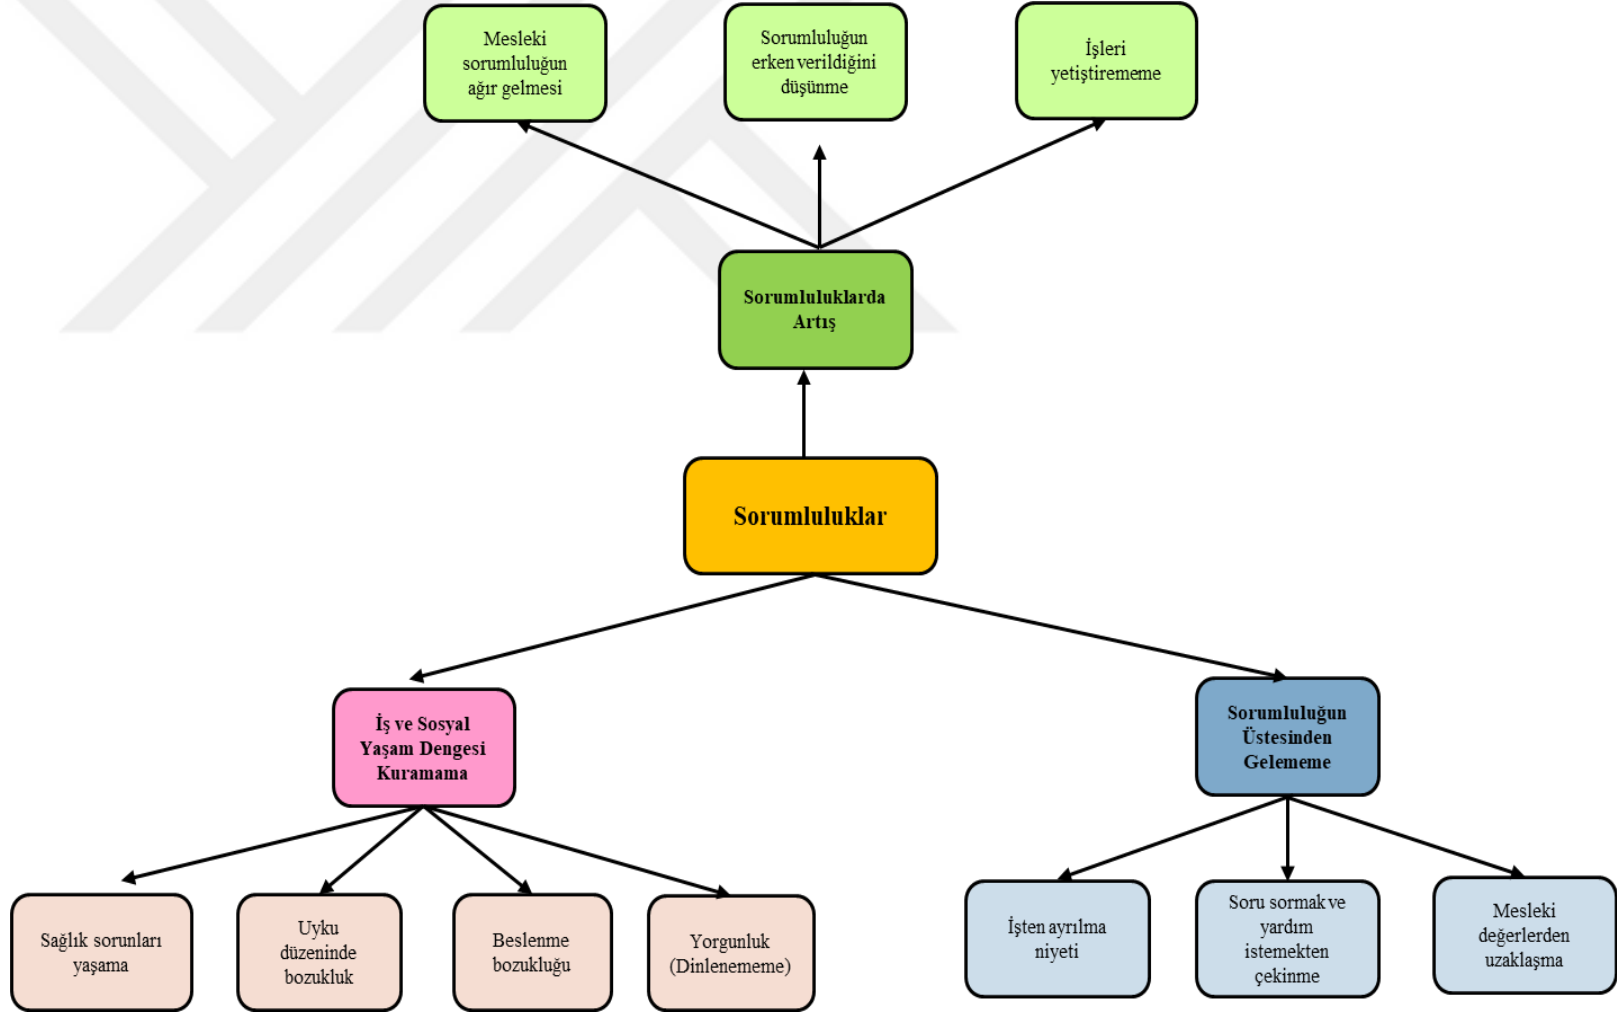 Mesleki
sorumluluğun
ağır gelmesi
Sorumluluğun
erken verildiğini
düşünme
İşleri
yetiştirememe
Sorumluluklarda
Artış
Sorumluluklar
İş ve Sosyal
Yaşam Dengesi
Kuramama
Sorumluluğun
Üstesinden
Gelememe
Sağlık sorunları
yaşama
Uyku
düzeninde
bozukluk
Beslenme
bozukluğu
Yorgunluk
(Dinlenememe)
İşten ayrılma
niyeti
Soru sormak ve
yardım
istemekten
çekinme
Mesleki
değerlerden
uzaklaşma